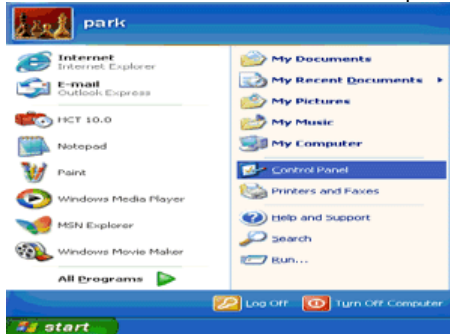 park
Internet
Internet Explorer
E-mail
Outlook Express
HCT 10.0
Notepad
Paint
Windows Media Player
MSN Explorer
Windows Movie Maker
All Programs
My Documents
My Recent Documents
My Pictures
My Music
My Computer
Control Panel
Printers and Faxes
Help and Support
Search
Run...
Log Off
Turn Off Computer
start